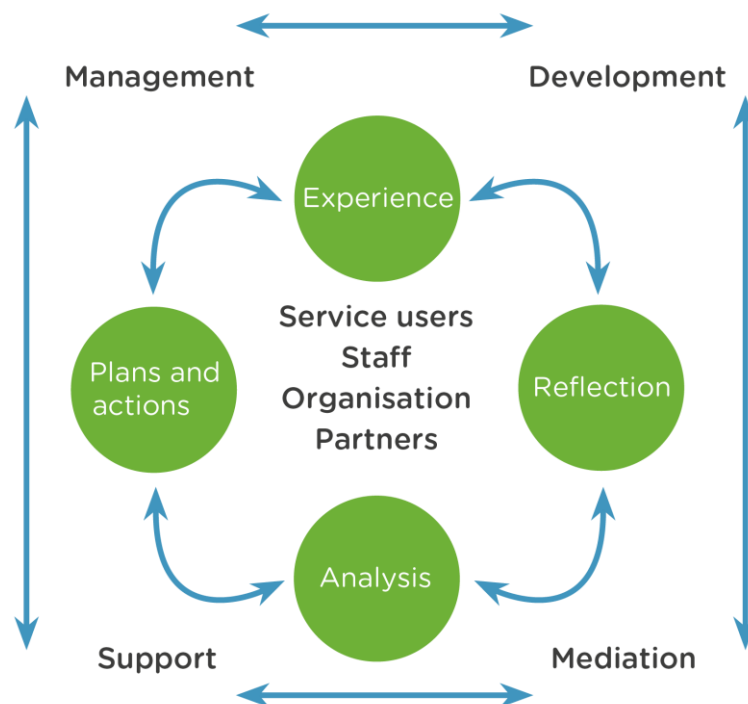 Management
Development
Experience
Service users
Staff
Organisation
Partners
Plans and
actions
Reflection
Analysis
Support
Mediation